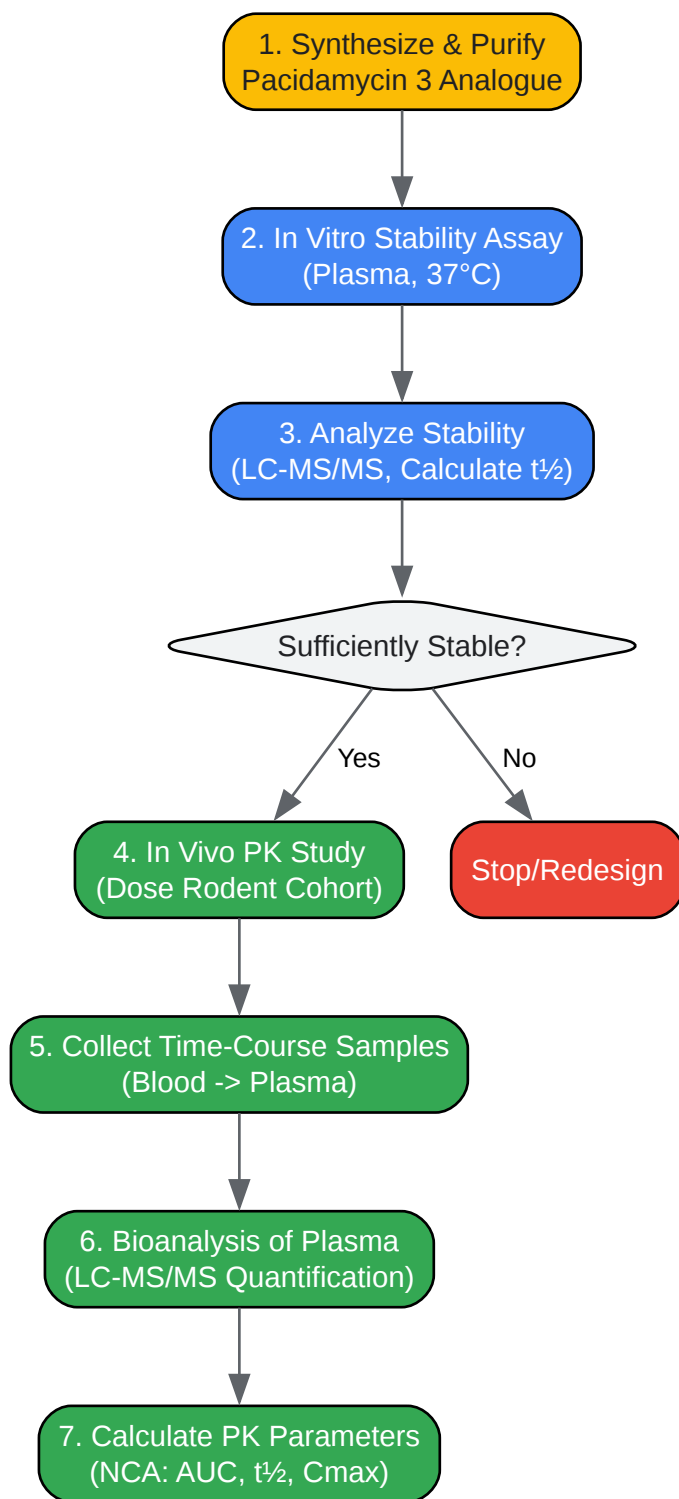 1. Synthesize & Purify
Pacidamycin 3 Analogue
2. In Vitro Stability Assay
(Plasma, 37°C)
3. Analyze Stability
(LC-MS/MS, Calculate t½)
Sufficiently Stable?
Yes
No
4. In Vivo PK Study
(Dose Rodent Cohort)
Stop/Redesign
5. Collect Time-Course Samples
(Blood -> Plasma)
6. Bioanalysis of Plasma
(LC-MS/MS Quantification)
7. Calculate PK Parameters
(NCA: AUC, t½, Cmax)